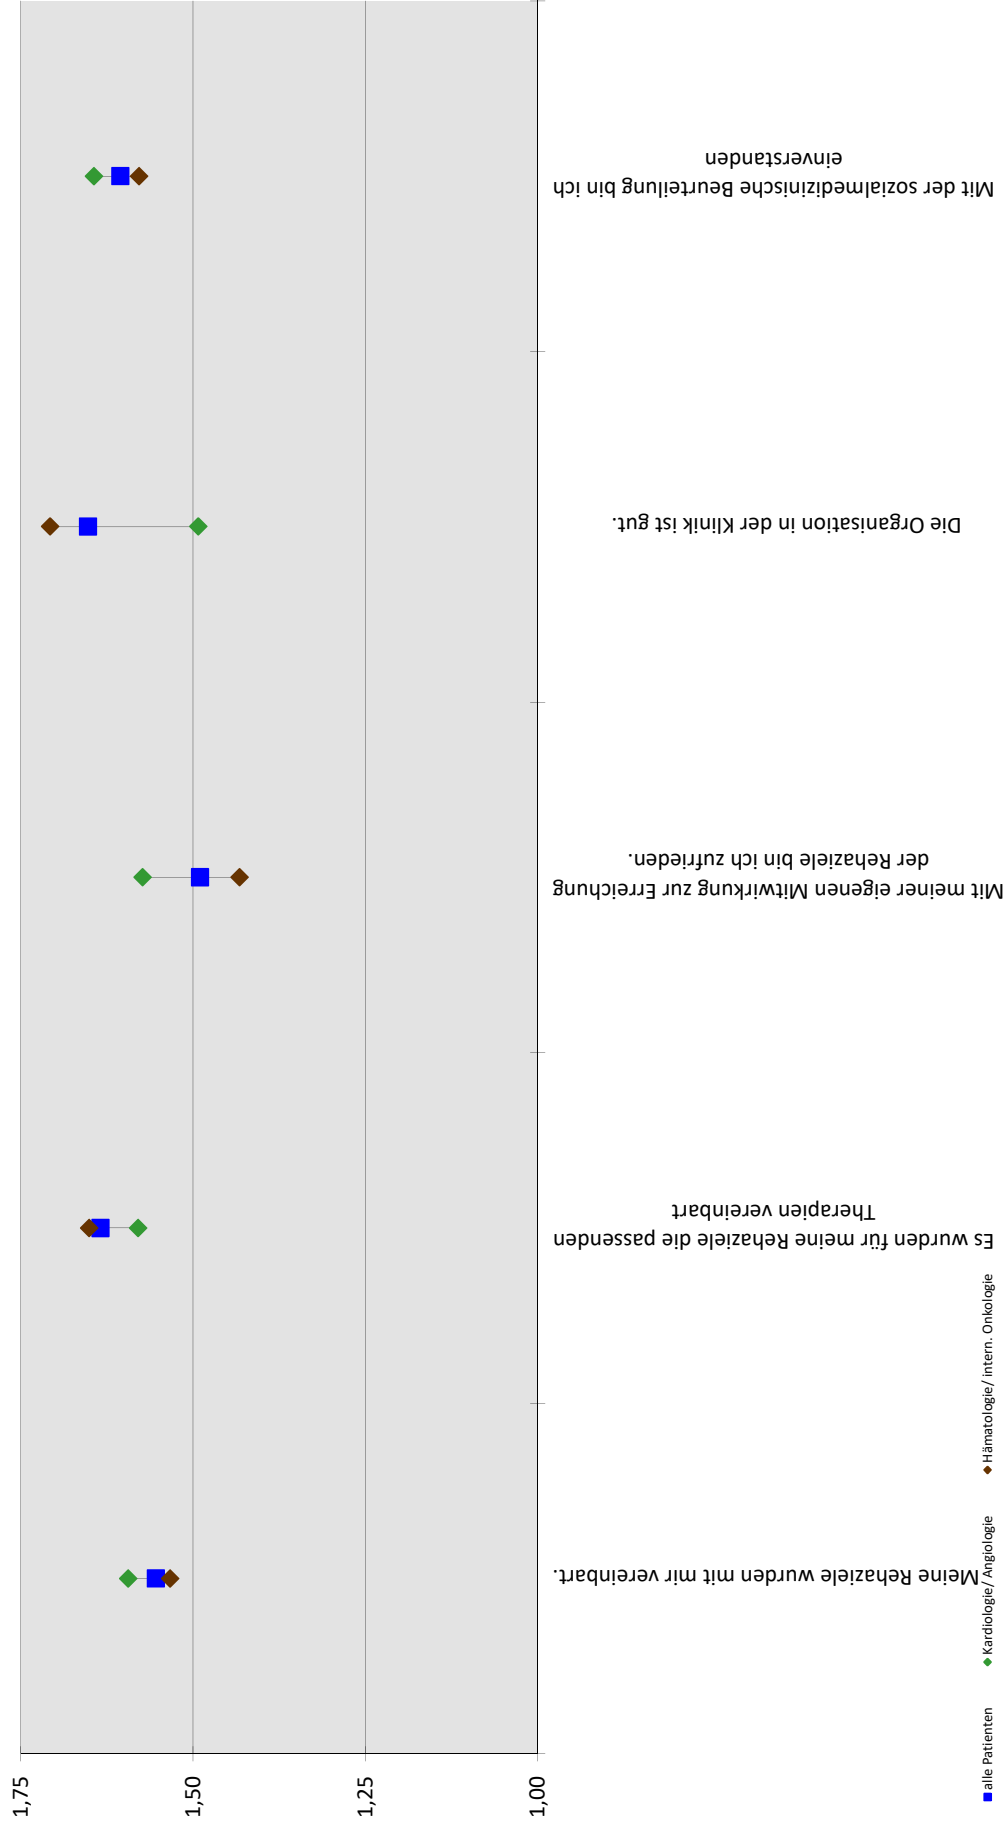 1,75
1,50
1,25
1,00
Meine Rehaziele wurden mit mir vereinbart.
Es wurden für meine Rehaziele die passenden
Therapien vereinbart
Mit meiner eigenen Mitwirkung zur Erreichung
der Rehaziele bin ich zufrieden.
Die Organisation in der Klinik ist gut.
Mit der sozialmedizinische Beurteilung bin ich
einverstanden
alle Patienten
Kardiologie/ Angiologie
Hämatologie/ intern. Onkologie